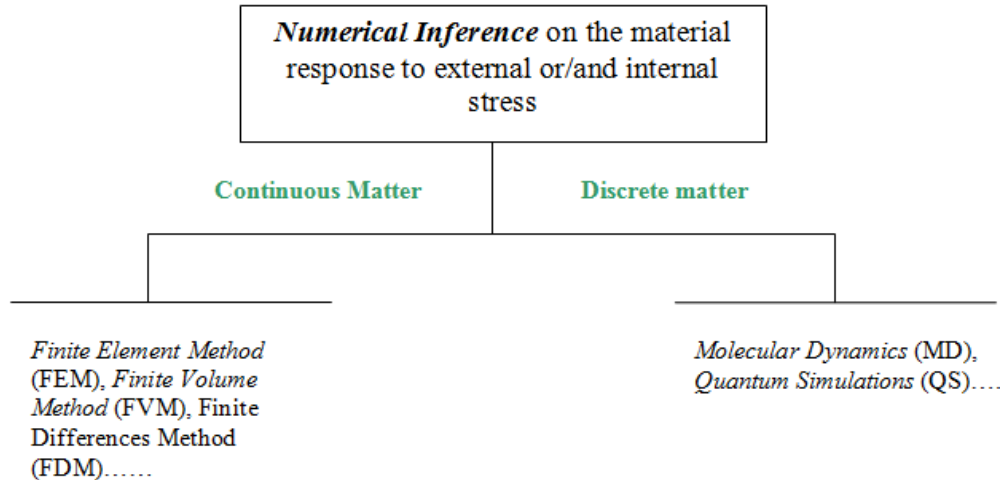 Numerical Inference on the material
response to external or/and internal
stress
Continuous Matter
Discrete matter
Finite Element Method
(FEM), Finite Volume
Method (FVM), Finite
Differences Method
(FDM)……
Molecular Dynamics (MD),
Quantum Simulations (QS)….